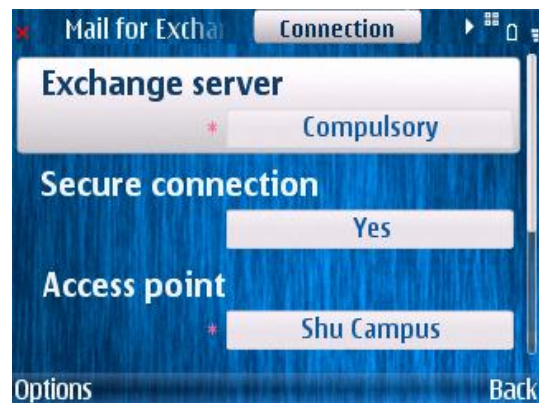 Mail for Excha Connection
Exchange server
* Compulsory
Secure connection
Yes
Access point
* Shu Campus
Options Back